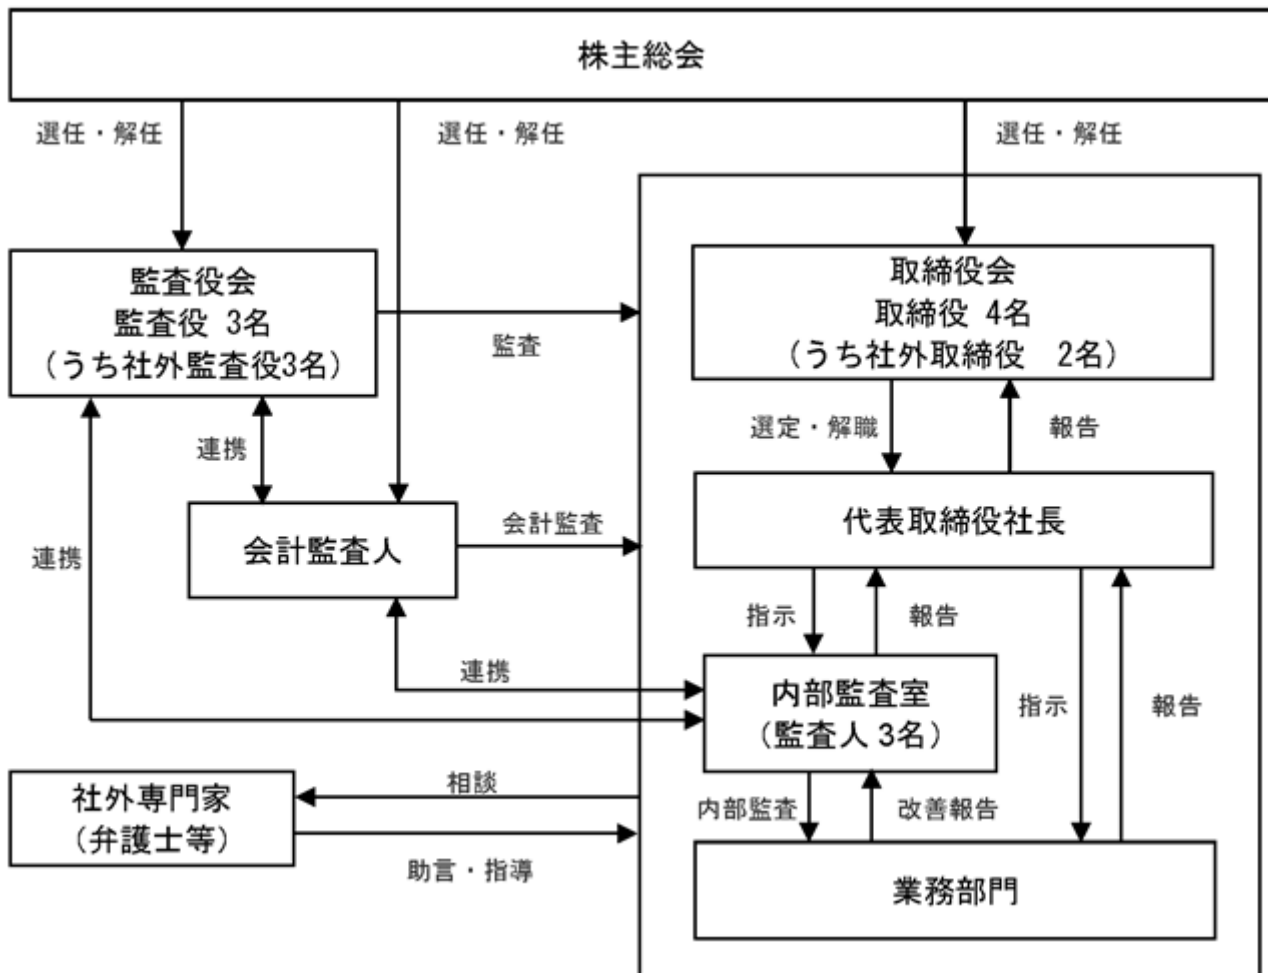 株主総会
選任・解任
選任・解任
選任・解任
監査役会
監査役 3名
(うち社外監査役3名)
監査
取締役会
取締役 4名
(うち社外取締役 2名)
連携
選定・解職
報告
会計監査人
会計監査
代表取締役社長
連携
指示
報告
連携
内部監査室
(監査人 3名)
指示
報告
社外専門家
(弁護士等)
相談
助言・指導
内部監査
改善報告
業務部門